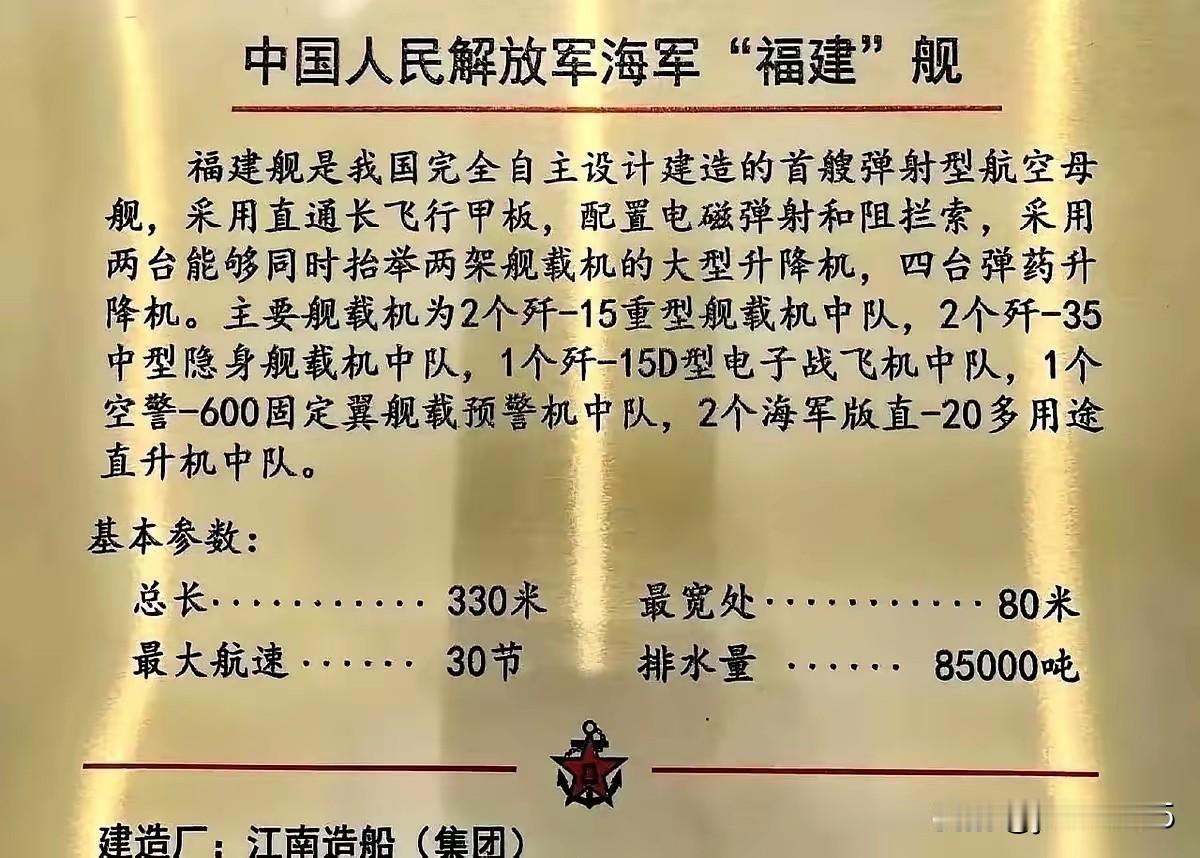 中国人民解放军海军“福建”舰
福建舰是我国完全自主设计建造的首艘弹射型航空母
舰，采用直通长飞行甲板，配置电磁弹射和阻拦索，采用
两台能够同时抬举两架舰载机的大型升降机，四台弹药升
降机。主要舰载机为2个歼-15重型舰载机中队，2个歼-35
中型隐身舰载机中队，1个歼-15D型电子战飞机中队，1个
空警-600固定翼舰载预警机中队，2个海军版直-20多用途
直升机中队。
基本参数：
总长··········· 330米 最宽处··········· 80米
最大航速······ 30节 排水量 ······ 85000吨
建造厂：江南造船（集团）